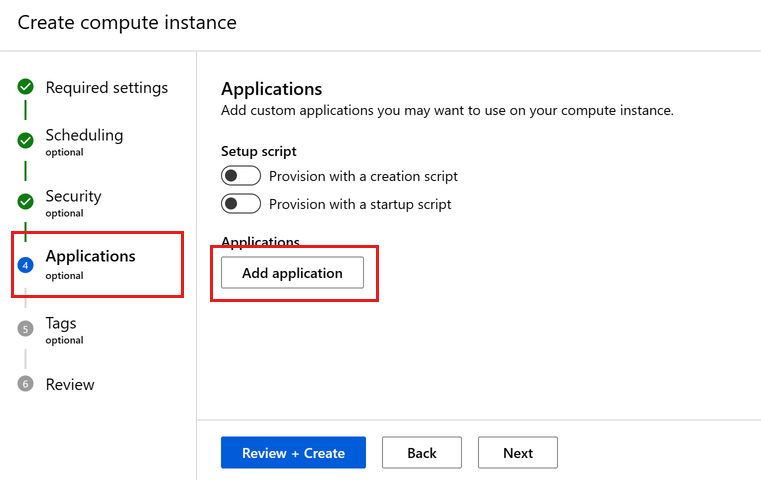 Create compute instance
Required settings
Scheduling
optional
Security
optional
4
Applications
optional
5
Tags
optional
6
Review
Applications
Add custom applications you may want to use on your compute instance.
Setup script
Provision with a creation script
Provision with a startup script
Applications
Add application
Review + Create
Back
Next